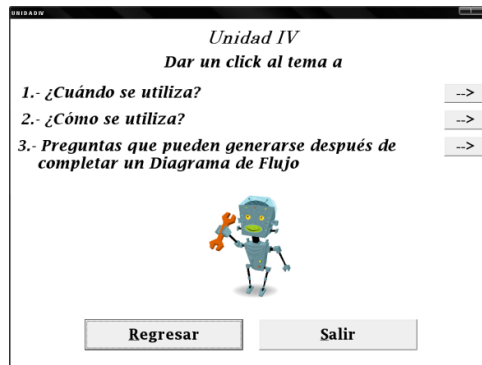 UNIDADIV
Unidad IV
Dar un click al tema a
1.- ¿Cuándo se utiliza?
-->
2.- ¿Cómo se utiliza?
-->
3.- Preguntas que pueden generarse después de
-->
completar un Diagrama de Flujo
Regresar
Salir